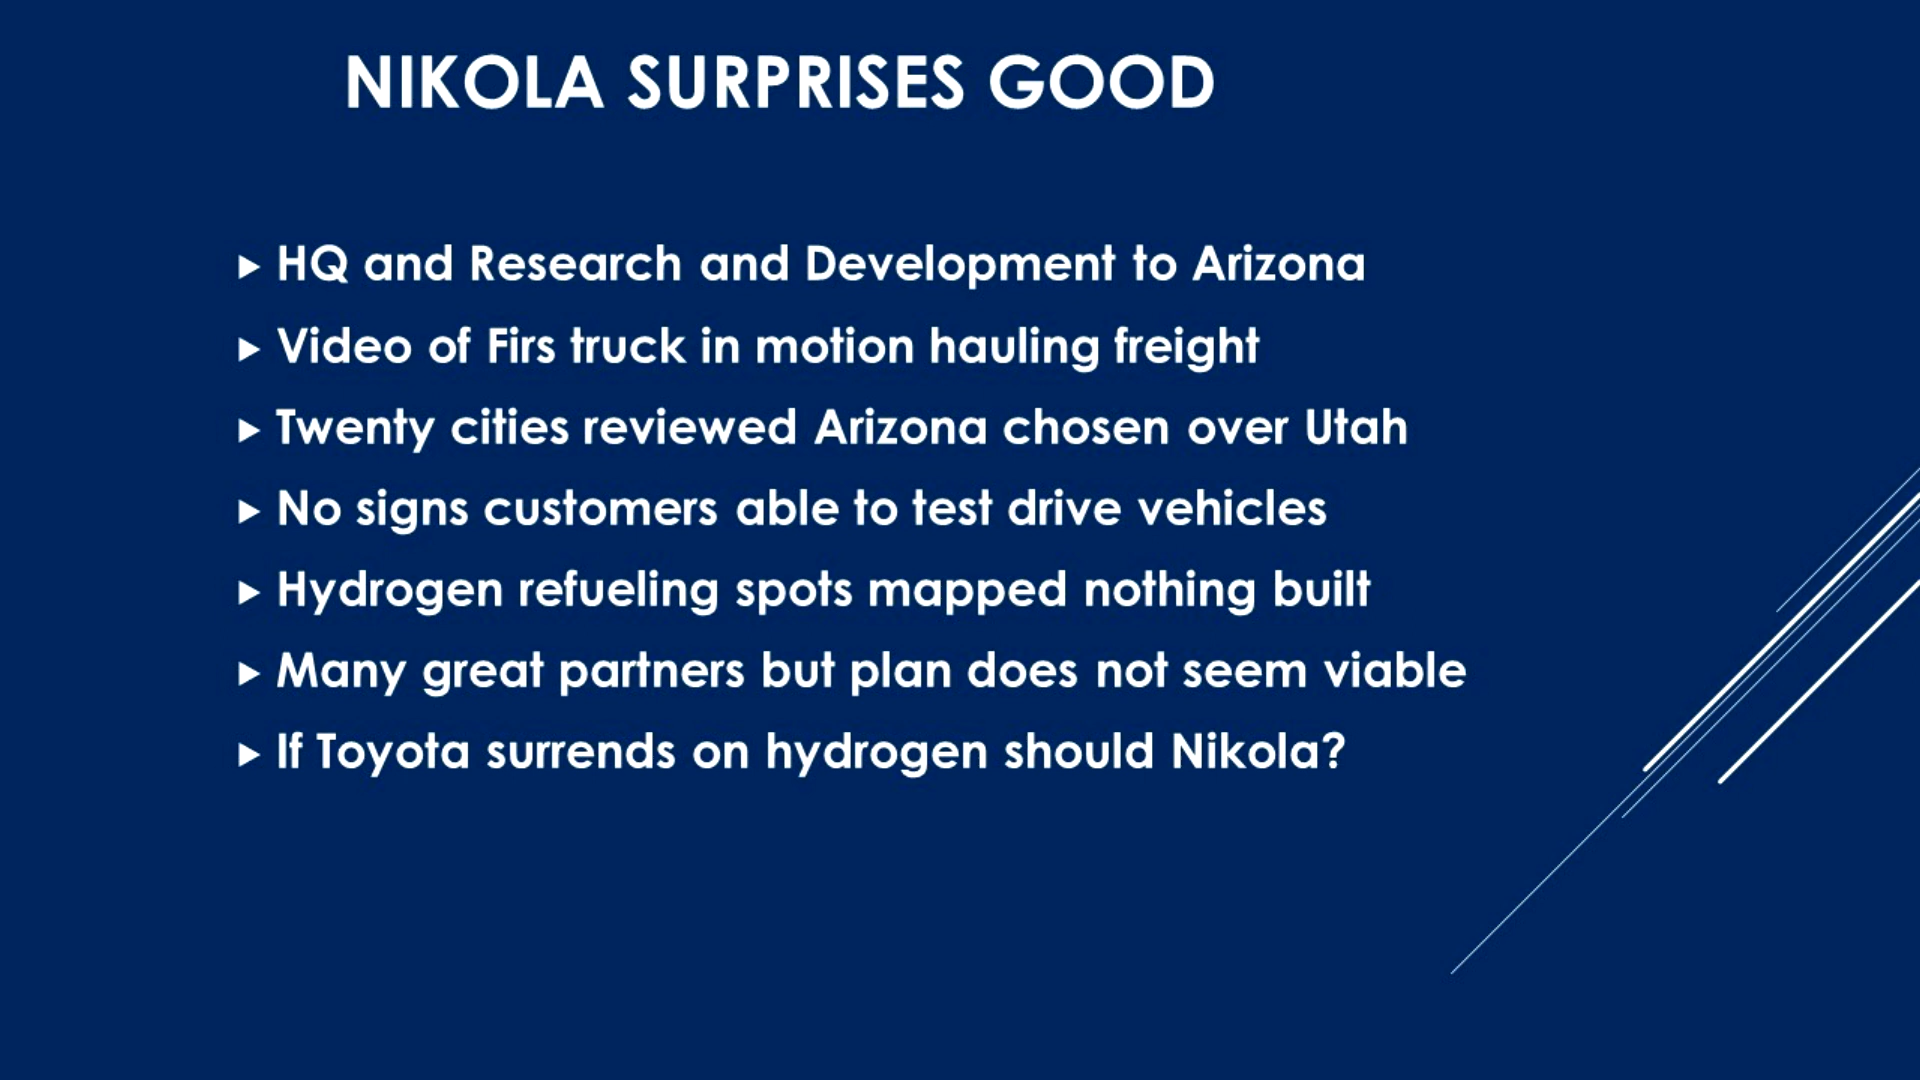 NIKOLA SURPRISES GOOD
HQ and Research and Development to Arizona
Video of Firs truck in motion hauling freight
Twenty cities reviewed Arizona chosen over Utah
No signs customers able to test drive vehicles
Hydrogen refueling spots mapped nothing built
Many great partners but plan does not seem viable
If Toyota surrends on hydrogen should Nikola?